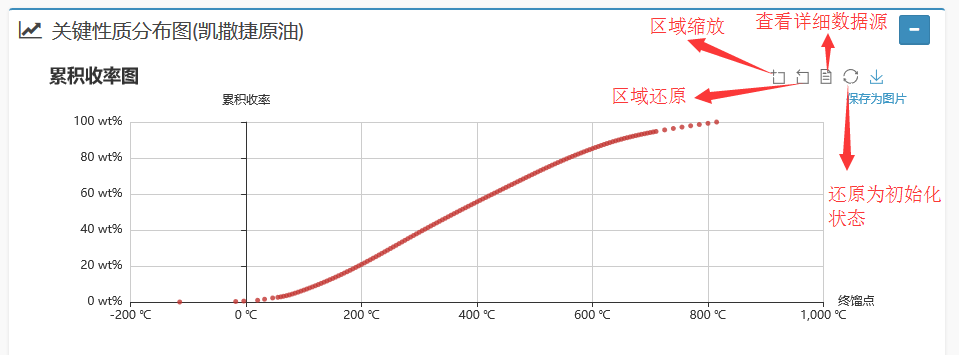 关键性质分布图(凯撒捷原油)
区域缩放
查看详细数据源
累积收率图
区域还原
保存为图片
累积收率
100 wt%
80 wt%
60 wt%
40 wt%
20 wt%
0 wt%
还原为初始化
状态
终馏点
-200 ℃
0 ℃
200 ℃
400 ℃
600 ℃
800 ℃
1,000 ℃